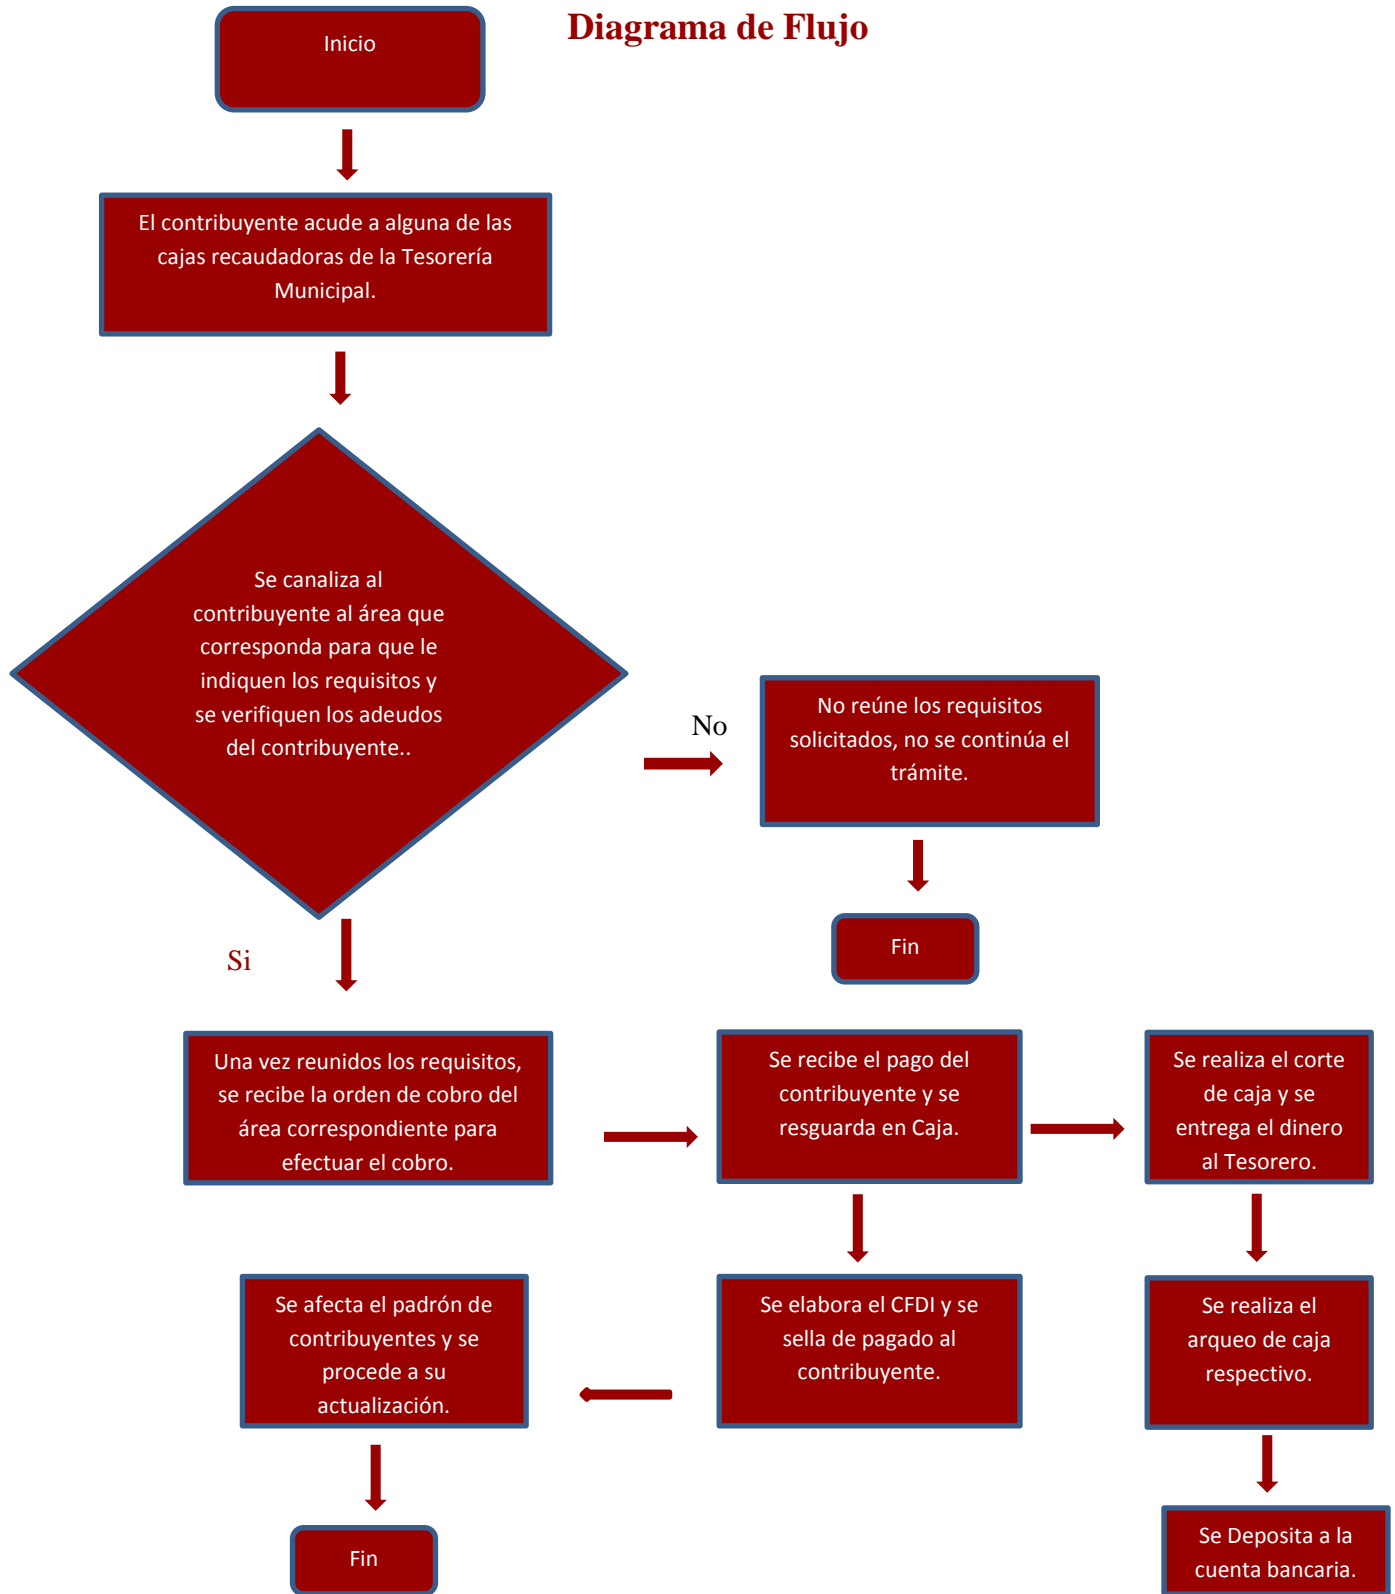 Diagrama de Flujo
Inicio
El contribuyente acude a alguna de las
cajas recaudadoras de la Tesorería
Municipal.
Se canaliza al
contribuyente al área que
corresponda para que le
indiquen los requisitos y
se verifiquen los adeudos
del contribuyente..
No
No reúne los requisitos
solicitados, no se continúa el
trámite.
Fin
Si
Una vez reunidos los requisitos,
se recibe la orden de cobro del
área correspondiente para
efectuar el cobro.
Se recibe el pago del
contribuyente y se
resguarda en Caja.
Se realiza el corte
de caja y se
entrega el dinero
al Tesorero.
Se afecta el padrón de
contribuyentes y se
procede a su
actualización.
Se elabora el CFDI y se
sella de pagado al
contribuyente.
Se realiza el
arqueo de caja
respectivo.
Fin
Se Deposita a la
cuenta bancaria.